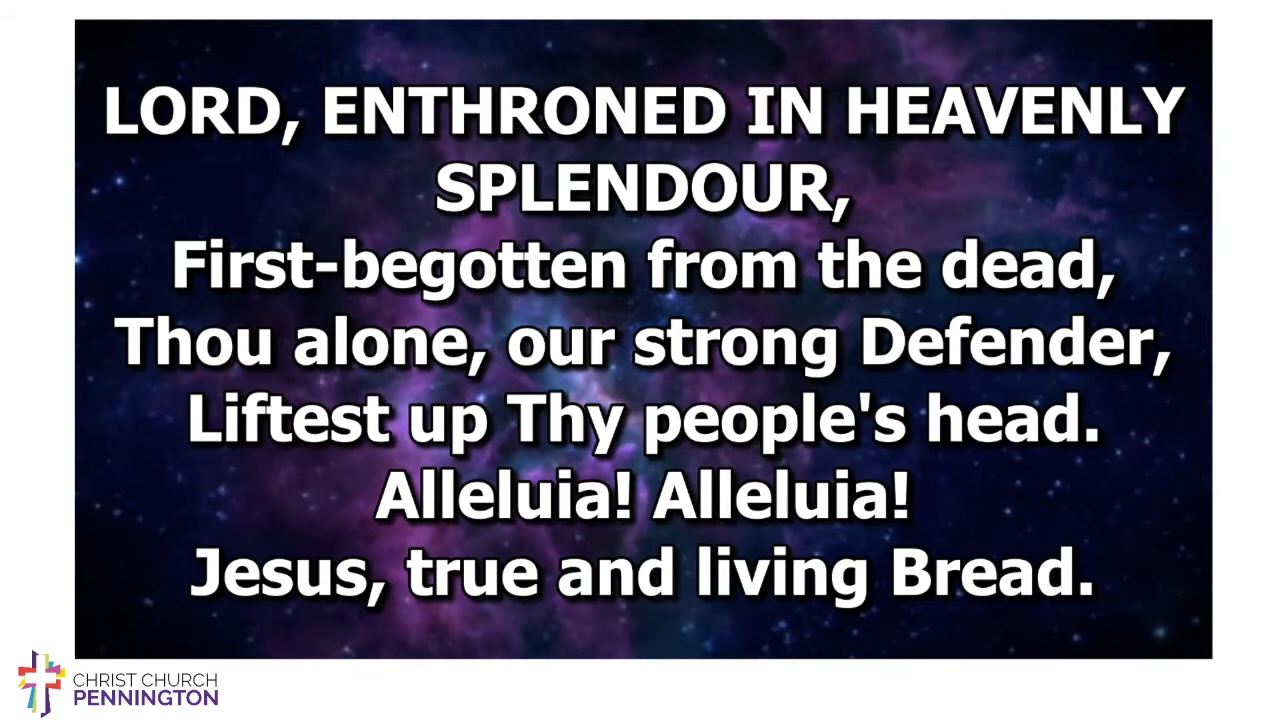 LORD, ENTHRONED IN HEAVENLY
SPLENDOUR,
First-begotten from the dead,
Thou alone, our strong Defender,
Liftest up Thy people's head.
Alleluia! Alleluia!
Jesus, true and living Bread.
CHRIST CHURCH
PENNINGTON